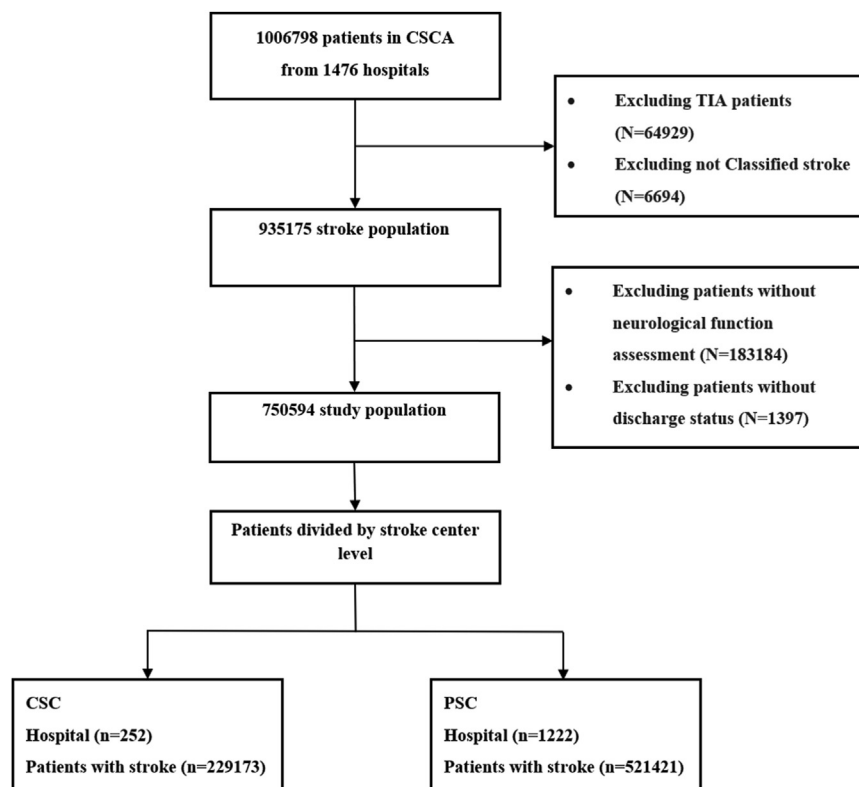 1006798 patients in CSCA
from 1476 hospitals
• Excluding TIA patients
(N=64929)
• Excluding not Classified stroke
(N=6694)
935175 stroke population
• Excluding patients without
neurological function
assessment (N=183184)
• Excluding patients without
discharge status (N=1397)
750594 study population
Patients divided by stroke center
level
CSC
Hospital (n=252)
Patients with stroke (n=229173)
PSC
Hospital (n=1222)
Patients with stroke (n=521421)